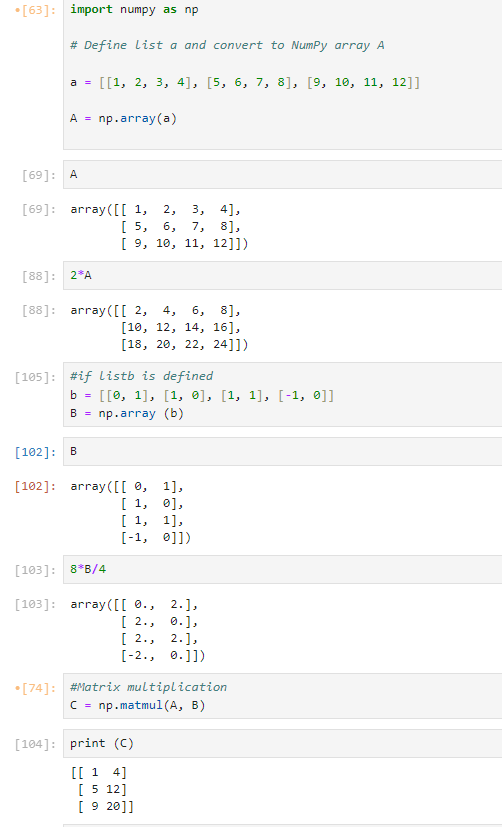 •[63]: import numpy as np
# Define list a and convert to NumPy array A
a = [[1, 2, 3, 4], [5, 6, 7, 8], [9, 10, 11, 12]]
A = np.array(a)
[69]: A
[69]: array([[ 1,  2,  3,  4],
[ 5,  6,  7,  8],
[ 9, 10, 11, 12]])
[88]: 2*A
[88]: array([[ 2,  4,  6,  8],
[10, 12, 14, 16],
[18, 20, 22, 24]])
[105]: #if listb is defined
b = [[0, 1], [1, 0], [1, 1], [-1, 0]]
B = np.array (b)
[102]: B
[102]: array([[ 0,  1],
[ 1,  0],
[ 1,  1],
[-1,  0]])
[103]: 8*B/4
[103]: array([[ 0.,  2.],
[ 2.,  0.],
[ 2.,  2.],
[-2.,  0.]])
•[74]: #Matrix multiplication
C = np.matmul(A, B)
[104]: print (C)
[[ 1  4]
[ 5 12]
[ 9 20]]